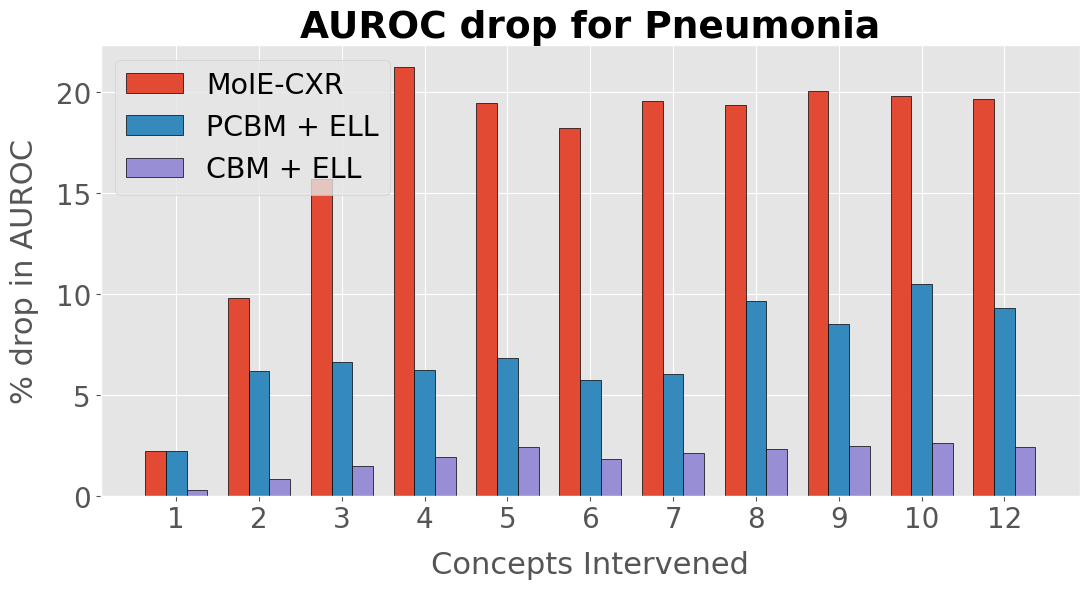 AUROC drop for Pneumonia
MoIE-CXR
PCBM + ELL
CBM + ELL
% drop in AUROC
20
15
10
5
0
1 2 3 4 5 6 7 8 9 10 12
Concepts Intervened